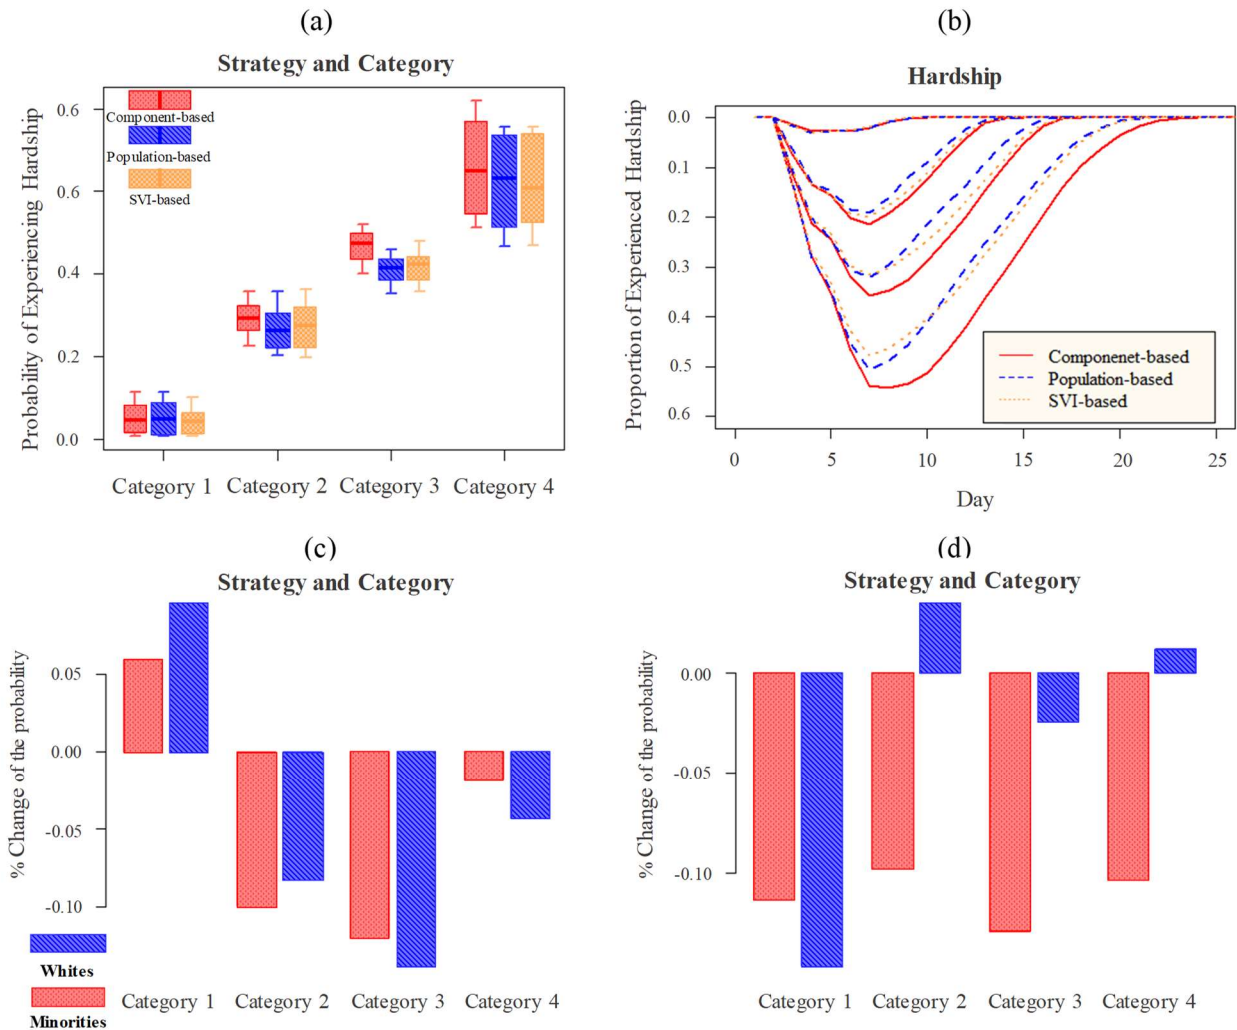 (a)
Strategy and Category
Probability of Experiencing Hardship
0.6
0.6
0.4
0.2
0.0
Component-based
Population-based
SVI-based
Category 1
Category 2
Category 3
Category 4
(b)
Hardship
Proportion of Experienced Hardship
0.0
0.1
0.2
0.3
0.4
0.5
0.6
Componenet-based
Population-based
SVI-based
0
5
10
15
20
25
Day
(c)
Strategy and Category
% Change of the probability
0.05
0.00
-0.05
-0.10
Whites
Minorities
Category 1
Category 2
Category 3
Category 4
(d)
Strategy and Category
% Change of the probability
0.00
-0.05
-0.10
Category 1
Category 2
Category 3
Category 4